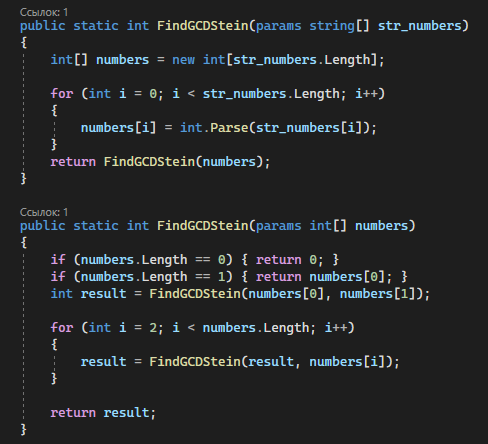 Ссылок: 1
public static int FindGCDStein(params string[] str_numbers)
{
int[] numbers = new int[str_numbers.Length];
for (int i = 0; i < str_numbers.Length; i++)
{
numbers[i] = int.Parse(str_numbers[i]);
}
return FindGCDStein(numbers);
}
Ссылок: 1
public static int FindGCDStein(params int[] numbers)
{
if (numbers.Length == 0) { return 0; }
if (numbers.Length == 1) { return numbers[0]; }
int result = FindGCDStein(numbers[0], numbers[1]);
for (int i = 2; i < numbers.Length; i++)
{
result = FindGCDStein(result, numbers[i]);
}
return result;
}